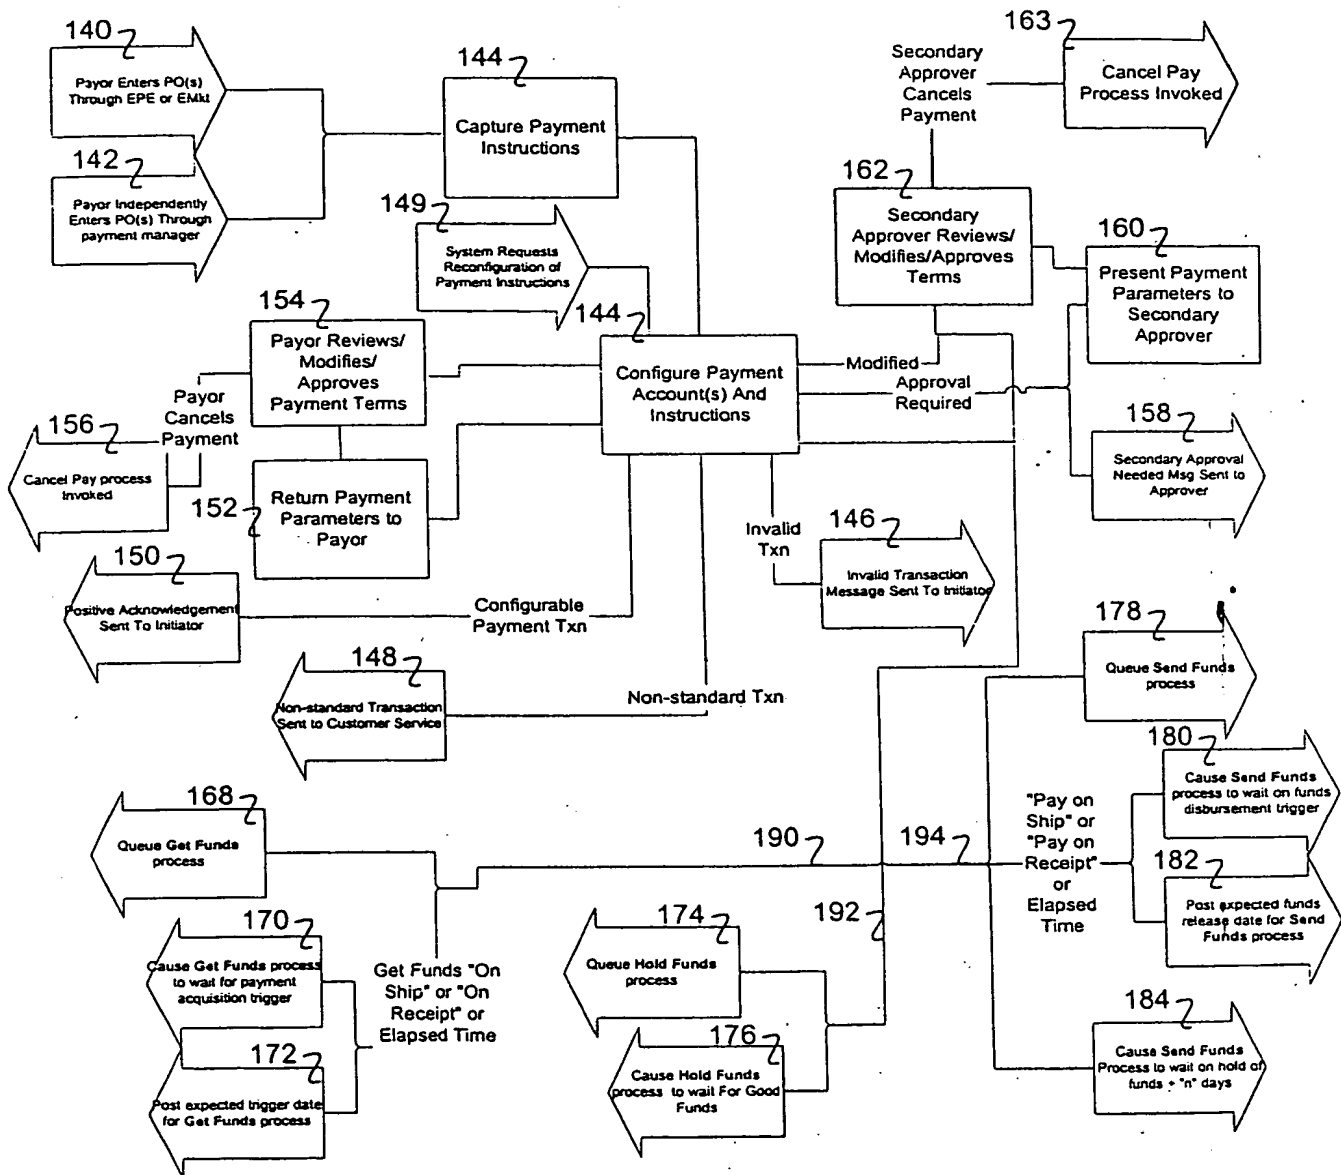 140
Payor Enters PO(s)
Through EPE or EMkt
142
Payor Independently
Enters PO(s) Through
payment manager
144
Capture Payment
Instructions
149
System Requests
Reconfiguration of
Payment Instructions
144
Configure Payment
Account(s) And
Instructions
154
Payor Reviews/
Modifies/
Approves
Payment Terms
Payor
Cancels
Payment
156
Cancel Pay process
Invoked
152
Return Payment
Parameters to
Payor
150
Positive Acknowledgement
Sent To Initiator
Configurable
Payment Txn
148
Non-standard Transaction
Sent to Customer Service
Non-standard Txn
Invalid
Txn
146
Invalid Transaction
Message Sent To Initiator
Secondary
Approver
Cancels
Payment
163
Cancel Pay
Process Invoked
162
Secondary
Approver Reviews/
Modifies/Approves
Terms
160
Present Payment
Parameters to
Secondary
Approver
Modified
Approval
Required
158
Secondary Approval
Needed Msg Sent to
Approver
178
Queue Send Funds
process
180
Cause Send Funds
process to wait on funds
disbursement trigger
"Pay on
Ship" or
"Pay on
Receipt"
or
Elapsed
Time
182
Post expected funds
release date for Send
Funds process
184
Cause Send Funds
Process to wait on hold of
funds + "n" days
190
194
192
168
Queue Get Funds
process
170
Cause Get Funds process
to wait for payment
acquisition trigger
Get Funds "On
Ship" or "On
Receipt" or
Elapsed Time
172
Post expected trigger date
for Get Funds process
174
Queue Hold Funds
process
176
Cause Hold Funds
process to wait For Good
Funds